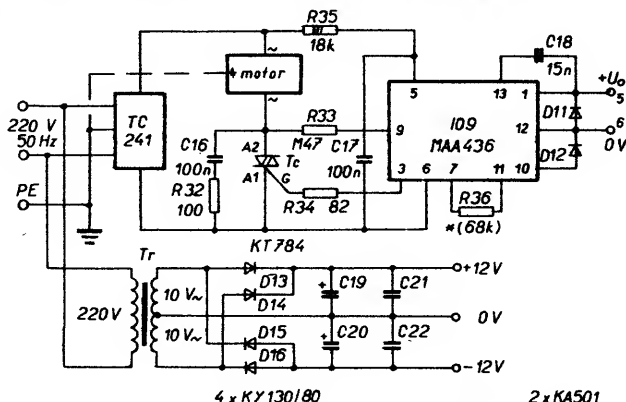 R35
18k
C18
15n
motor
~
~
5
13
1
+U₀
5
TC
241
220 V
50 Hz
PE
R33
M47
C16
100n
R32
100
A2
Tc
A1
G
C17
100n
9
IO9
MAA436
12
D11
6
0V
D12
3
6
7
11
10
R34
82
R36
*(68k)
KT784
Tr
220V
10 V~
10 V~
D13
D14
D15
D16
+
C19
C21
+12V
0V
+
C20
C22
-12V
4 x KY130/80
2 x KA501